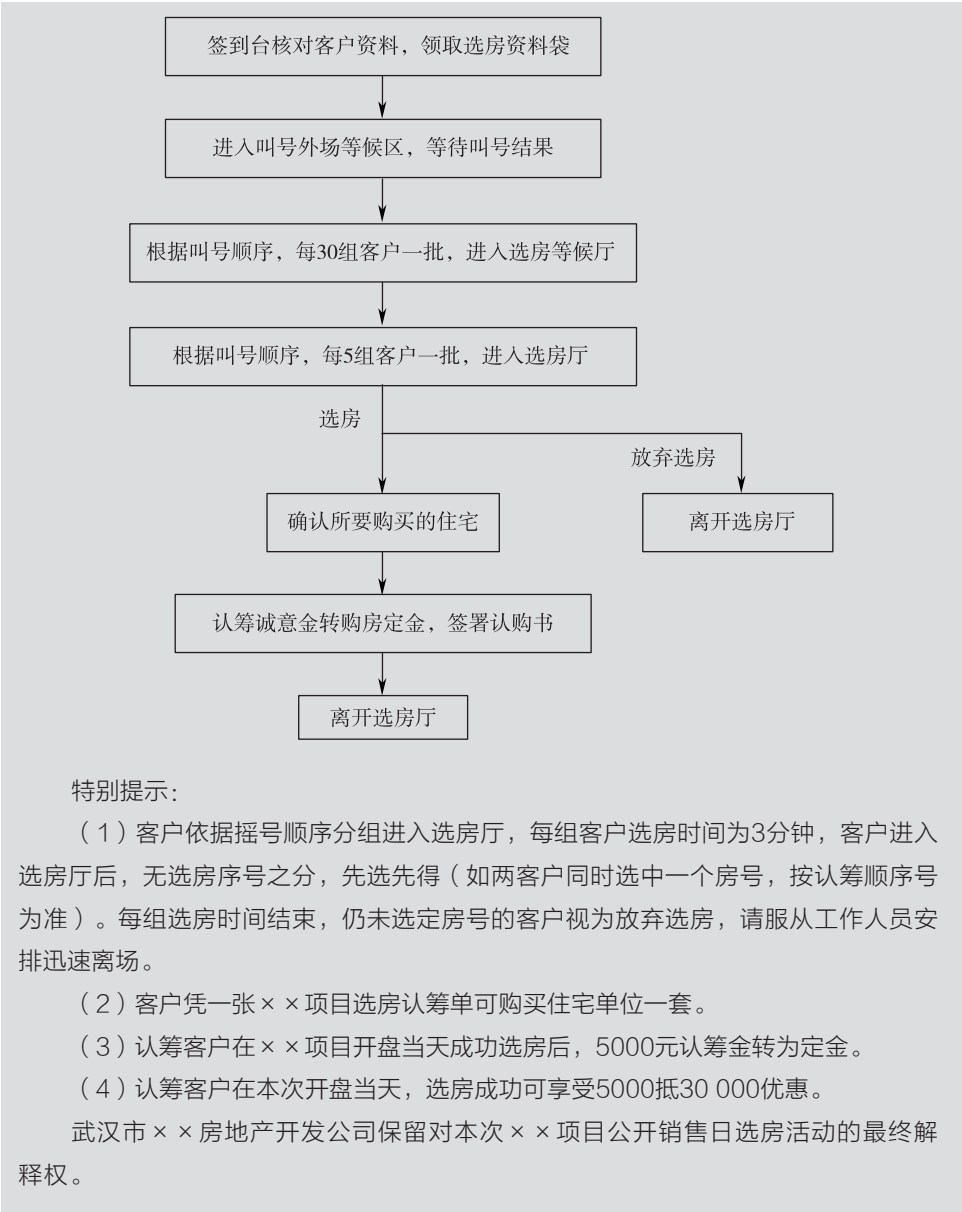 签到台核对客户资料，领取选房资料袋
进入叫号外场等候区，等待叫号结果
根据叫号顺序，每30组客户一批，进入选房等候厅
根据叫号顺序，每5组客户一批，进入选房厅
选房
放弃选房
确认所要购买的住宅
离开选房厅
认筹诚意金转购房定金，签署认购书
离开选房厅
特别提示：
（1）客户依据摇号顺序分组进入选房厅，每组客户选房时间为3分钟，客户进入
选房厅后，无选房序号之分，先选先得（如两客户同时选中一个房号，按认筹顺序号
为准）。每组选房时间结束，仍未选定房号的客户视为放弃选房，请服从工作人员安
排迅速离场。
（2）客户凭一张××项目选房认筹单可购买住宅单位一套。
（3）认筹客户在××项目开盘当天成功选房后，5000元认筹金转为定金。
（4）认筹客户在本次开盘当天，选房成功可享受5000抵30 000优惠。
武汉市××房地产开发公司保留对本次××项目公开销售日选房活动的最终解
释权。